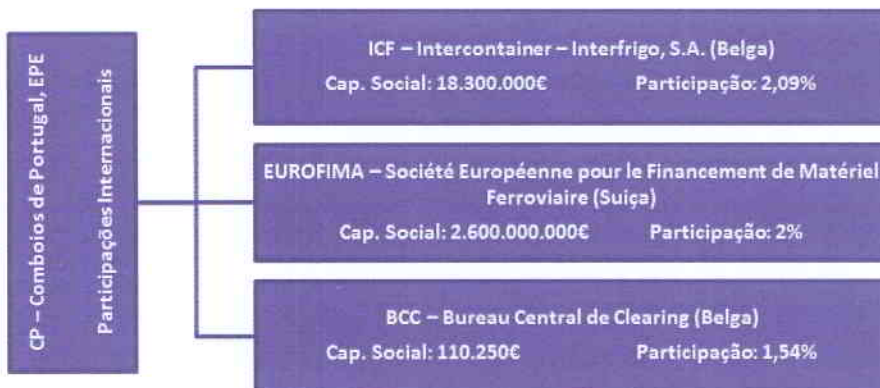 CP – Comboios de Portugal, EPE
Participações Internacionais
ICF – Intercontainer – Interfrigo, S.A. (Belga)
Cap. Social: 18.300.000€ Participação: 2,09%
EUROFIMA – Société Européenne pour le Financement de Matériel
Ferroviaire (Suiça)
Cap. Social: 2.600.000.000€ Participação: 2%
BCC – Bureau Central de Clearing (Belga)
Cap. Social: 110.250€ Participação: 1,54%